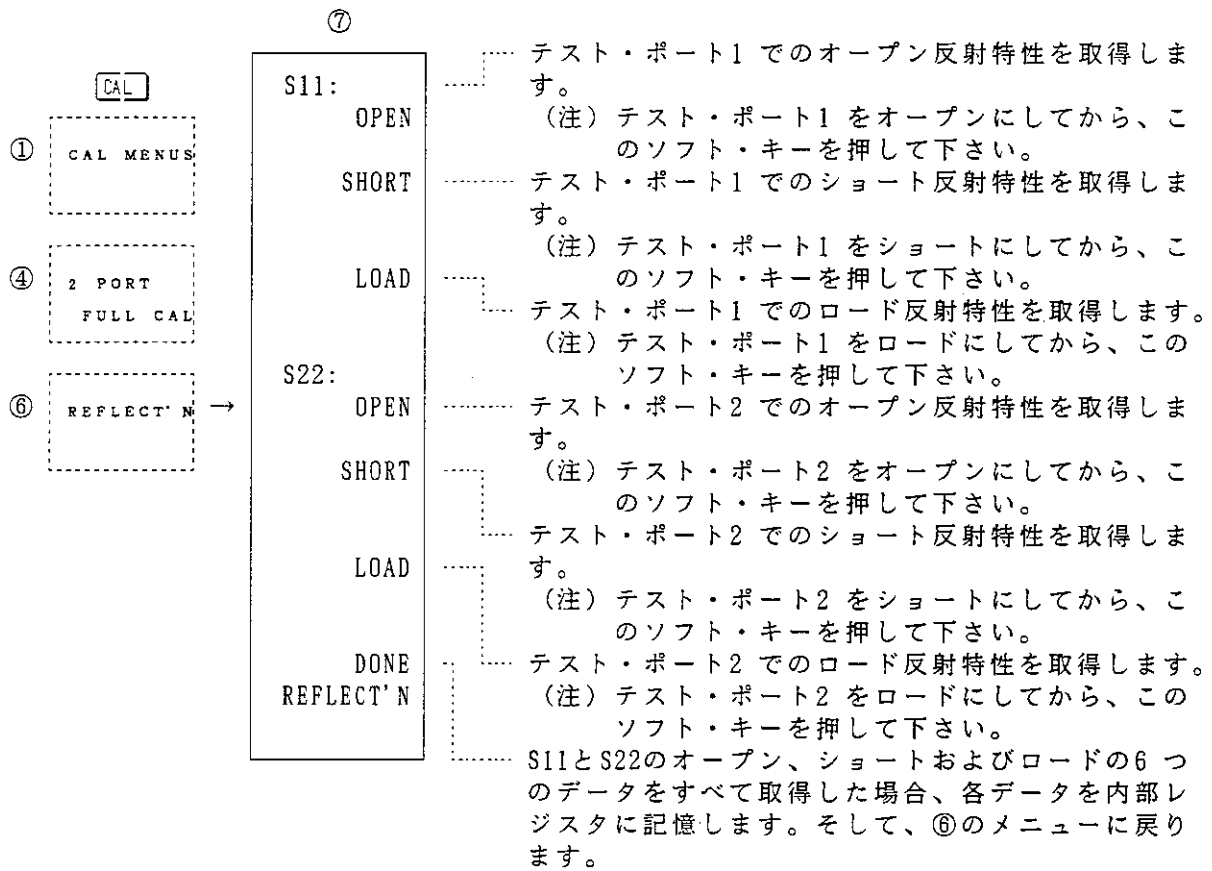 ⑦
CAL
① CAL MENUS
④ 2 PORT
FULL CAL
⑥ REFLECT'N →
S11:
OPEN
SHORT
LOAD
S22:
OPEN
SHORT
LOAD
DONE
REFLECT'N
テスト・ポート1 でのオープン反射特性を取得しま
す。
(注) テスト・ポート1 をオープンにしてから、こ
のソフト・キーを押して下さい。
テスト・ポート1 でのショート反射特性を取得しま
す。
(注) テスト・ポート1 をショートにしてから、こ
のソフト・キーを押して下さい。
テスト・ポート1 でのロード反射特性を取得します。
(注) テスト・ポート1 をロードにしてから、この
ソフト・キーを押して下さい。
テスト・ポート2 でのオープン反射特性を取得しま
す。
(注) テスト・ポート2 をオープンにしてから、こ
のソフト・キーを押して下さい。
テスト・ポート2 でのショート反射特性を取得しま
す。
(注) テスト・ポート2 をショートにしてから、こ
のソフト・キーを押して下さい。
テスト・ポート2 でのロード反射特性を取得します。
(注) テスト・ポート2 をロードにしてから、この
ソフト・キーを押して下さい。
S11とS22のオープン、ショートおよびロードの6 つ
のデータをすべて取得した場合、各データを内部レ
ジスタに記憶します。そして、⑥のメニューに戻り
ます。